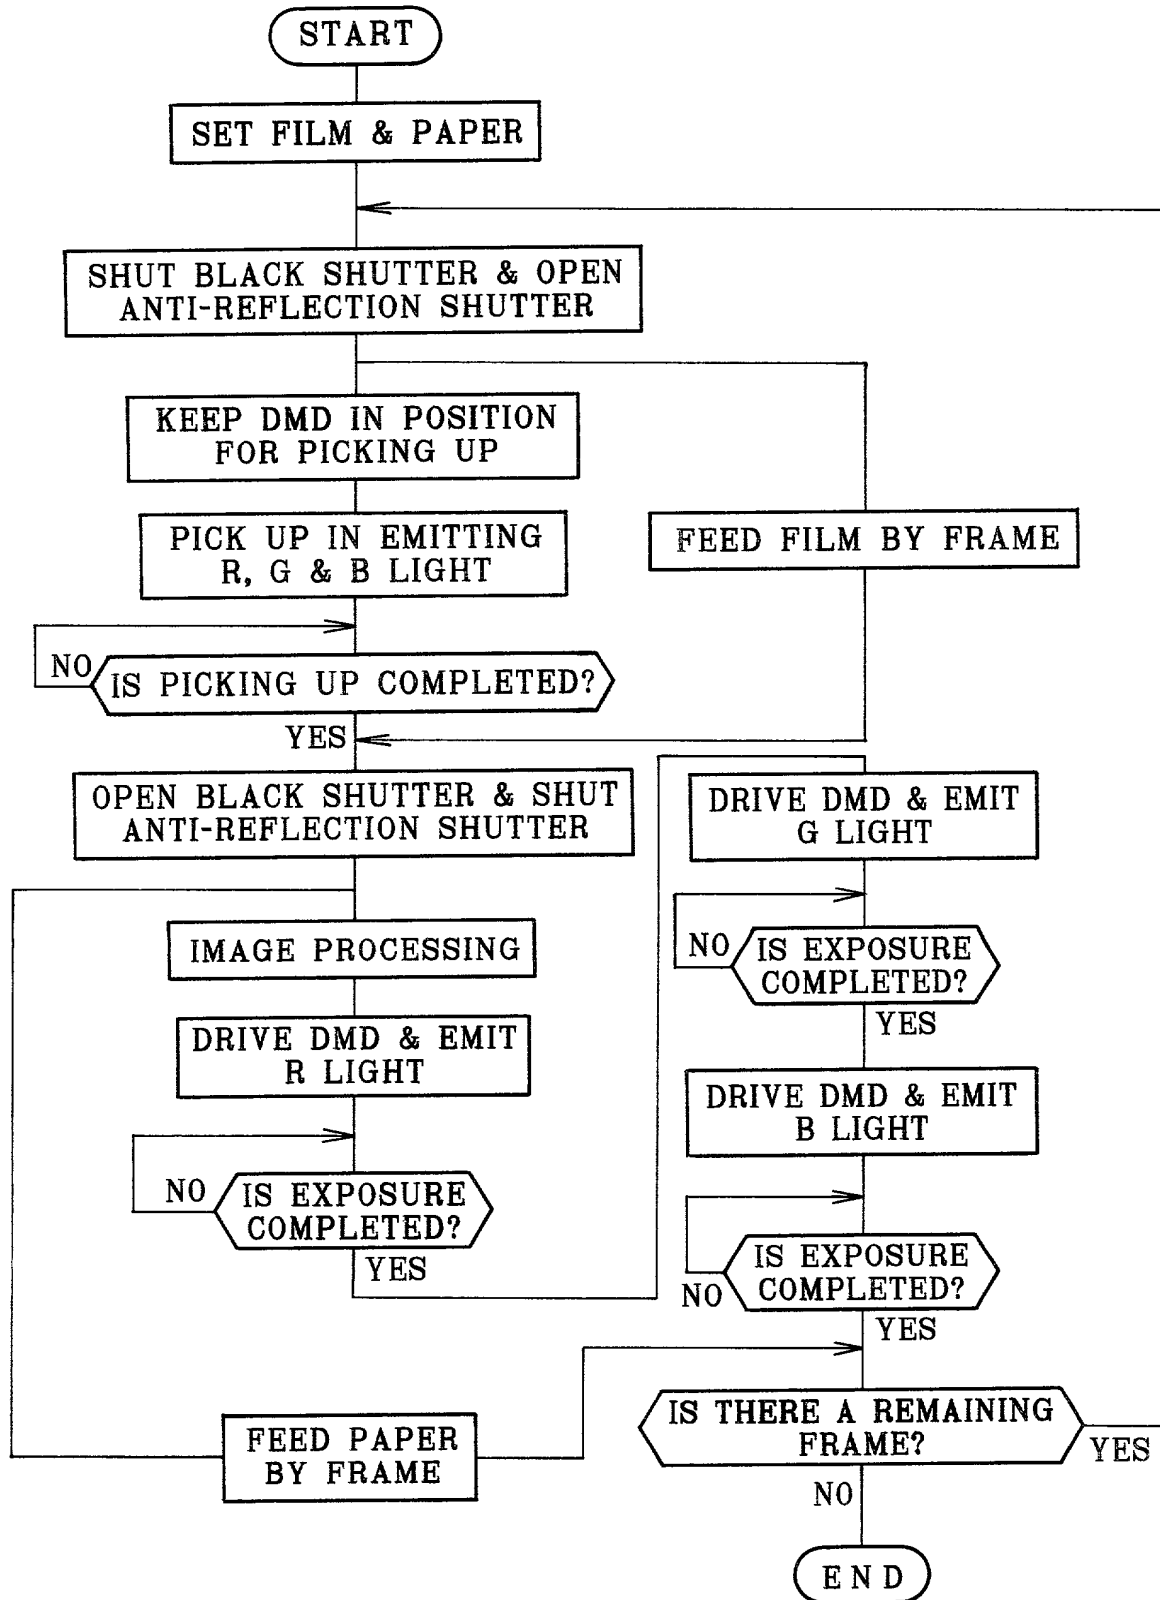 START
SET FILM & PAPER
SHUT BLACK SHUTTER & OPEN
ANTI-REFLECTION SHUTTER
KEEP DMD IN POSITION
FOR PICKING UP
PICK UP IN EMITTING
R, G & B LIGHT
FEED FILM BY FRAME
NO
IS PICKING UP COMPLETED?
YES
OPEN BLACK SHUTTER & SHUT
ANTI-REFLECTION SHUTTER
IMAGE PROCESSING
DRIVE DMD & EMIT
R LIGHT
NO
IS EXPOSURE
COMPLETED?
YES
DRIVE DMD & EMIT
G LIGHT
NO
IS EXPOSURE
COMPLETED?
YES
DRIVE DMD & EMIT
B LIGHT
IS EXPOSURE
COMPLETED?
NO
YES
FEED PAPER
BY FRAME
IS THERE A REMAINING
FRAME?
YES
NO
END